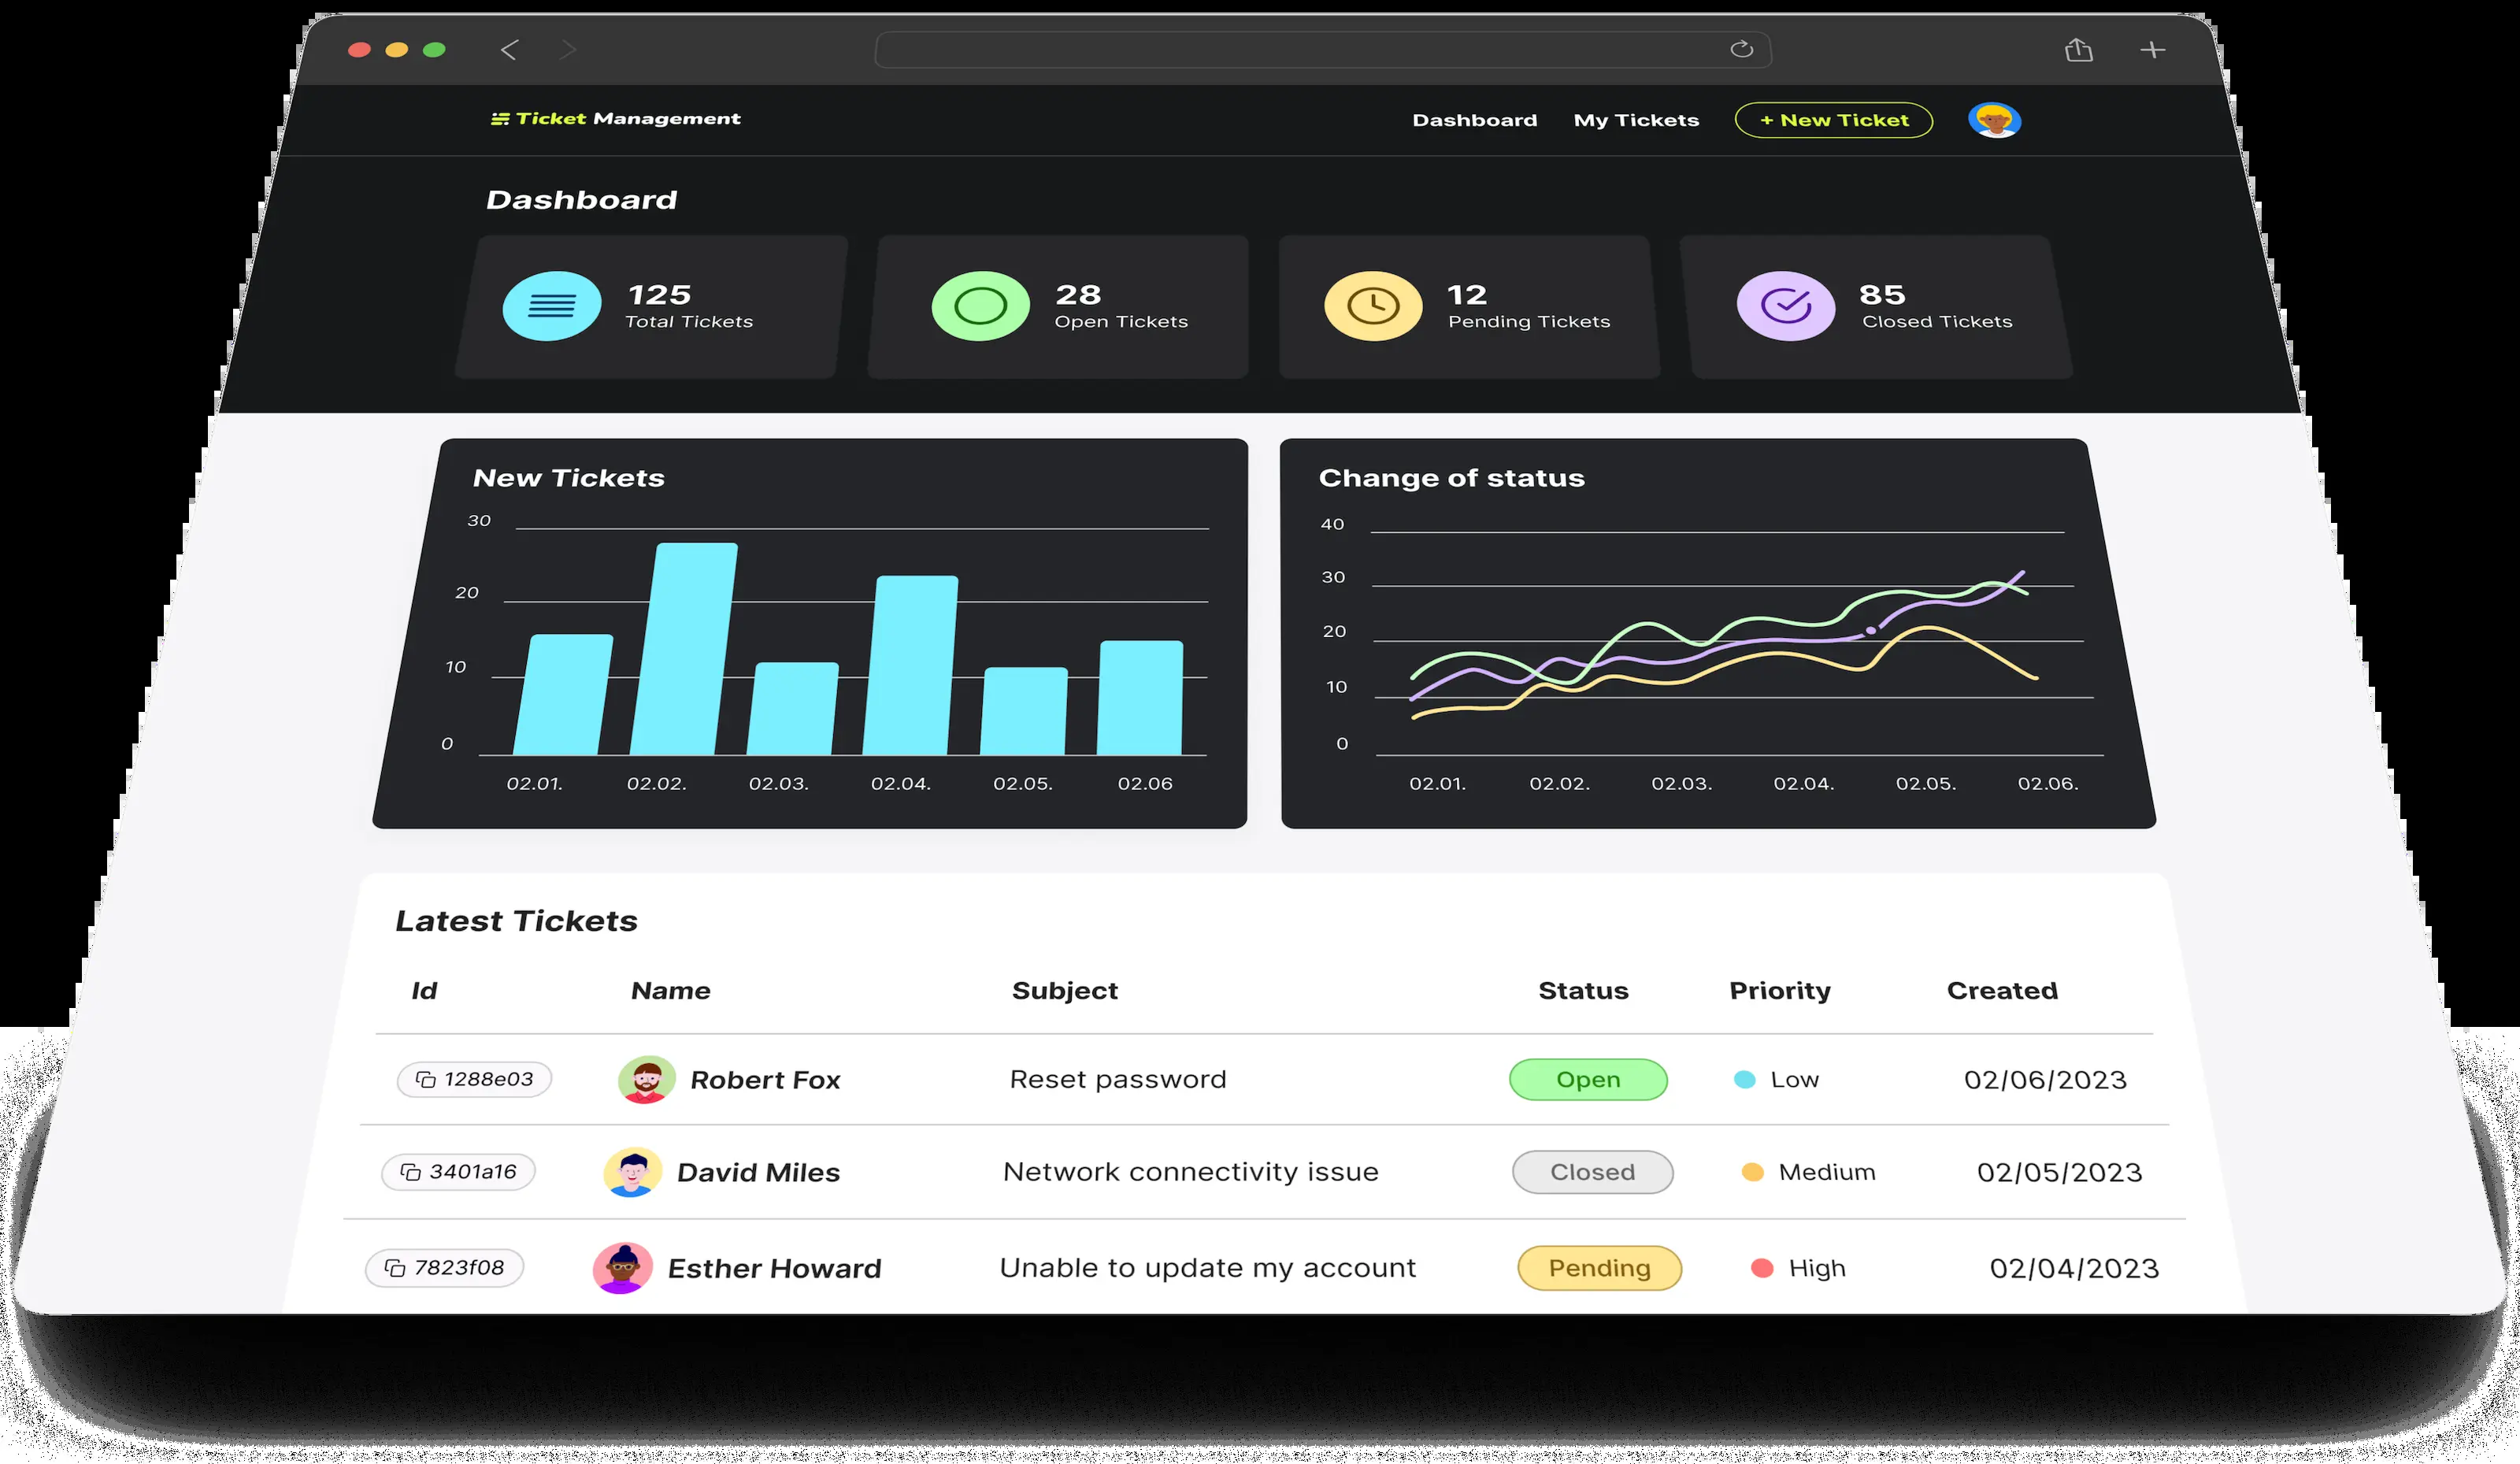 Ticket Management
Dashboard My Tickets + New Ticket
Dashboard
125
Total Tickets
28
Open Tickets
12
Pending Tickets
85
Closed Tickets
New Tickets
30
20
10
0
02.01. 02.02. 02.03. 02.04. 02.05. 02.06
Change of status
40
30
20
10
0
02.01. 02.02. 02.03. 02.04. 02.05. 02.06.
Latest Tickets
Id Name Subject Status Priority Created
1288e03 Robert Fox Reset password Open Low 02/06/2023
3401a16 David Miles Network connectivity issue Closed Medium 02/05/2023
7823f08 Esther Howard Unable to update my account Pending High 02/04/2023